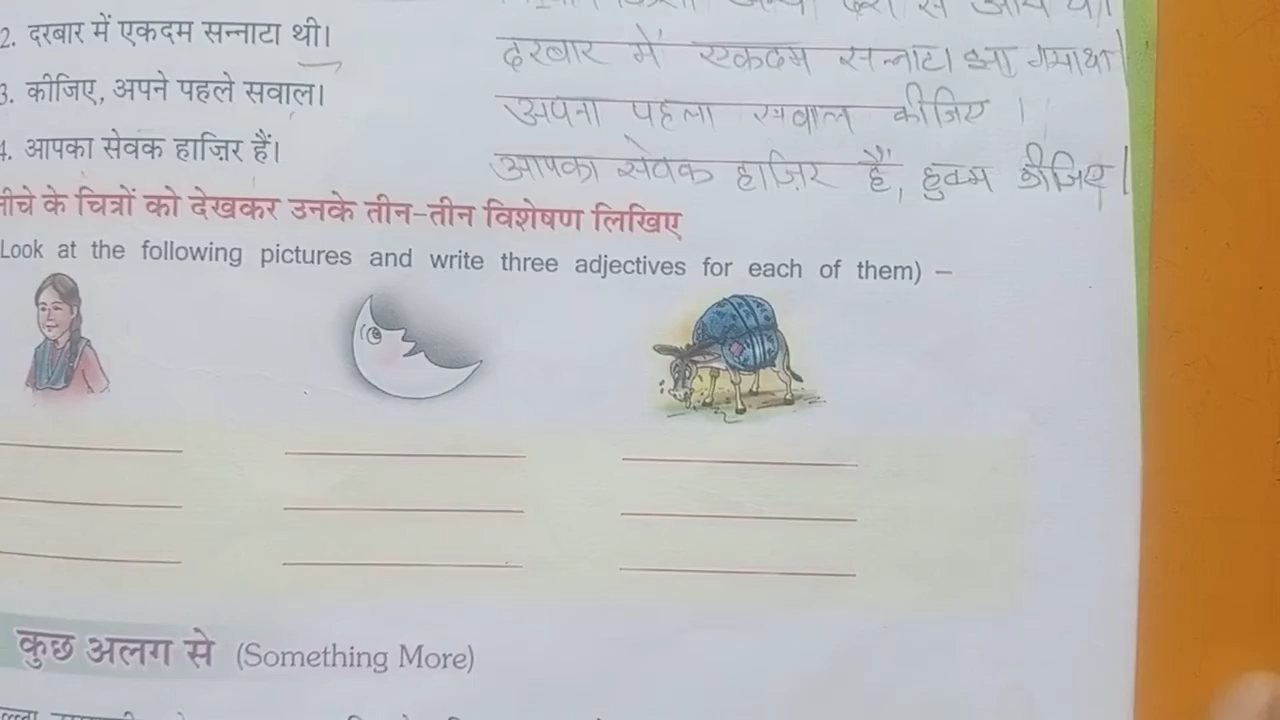 2. दरबार में एकदम सन्नाटा थी।
दरबार में एकदम सन्नाटा छा गया था।
3. कीजिए, अपने पहले सवाल।
अपना पहला सवाल कीजिए ।
4. आपका सेवक हाज़िर हैं।
आपका सेवक हाज़िर है, हुक्म कीजिए।
नीचे के चित्रों को देखकर उनके तीन-तीन विशेषण लिखिए
Look at the following pictures and write three adjectives for each of them) –
कुछ अलग से (Something More)